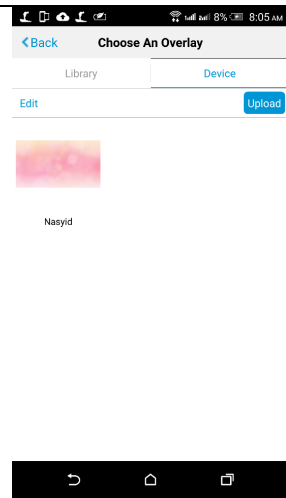 8% 8:05 AM
Back Choose An Overlay
Library Device
Edit Upload
Nasyid